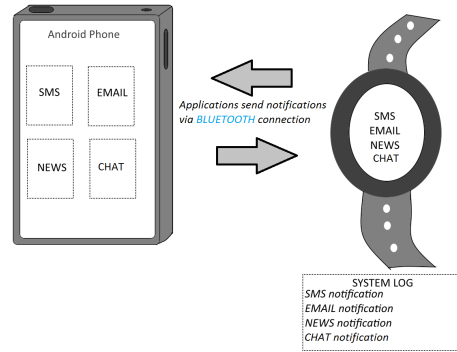 Android Phone
SMS
EMAIL
NEWS
CHAT
Applications send notifications
via BLUETOOTH connection
SMS
EMAIL
NEWS
CHAT
SYSTEM LOG
SMS notification
EMAIL notification
NEWS notification
CHAT notification